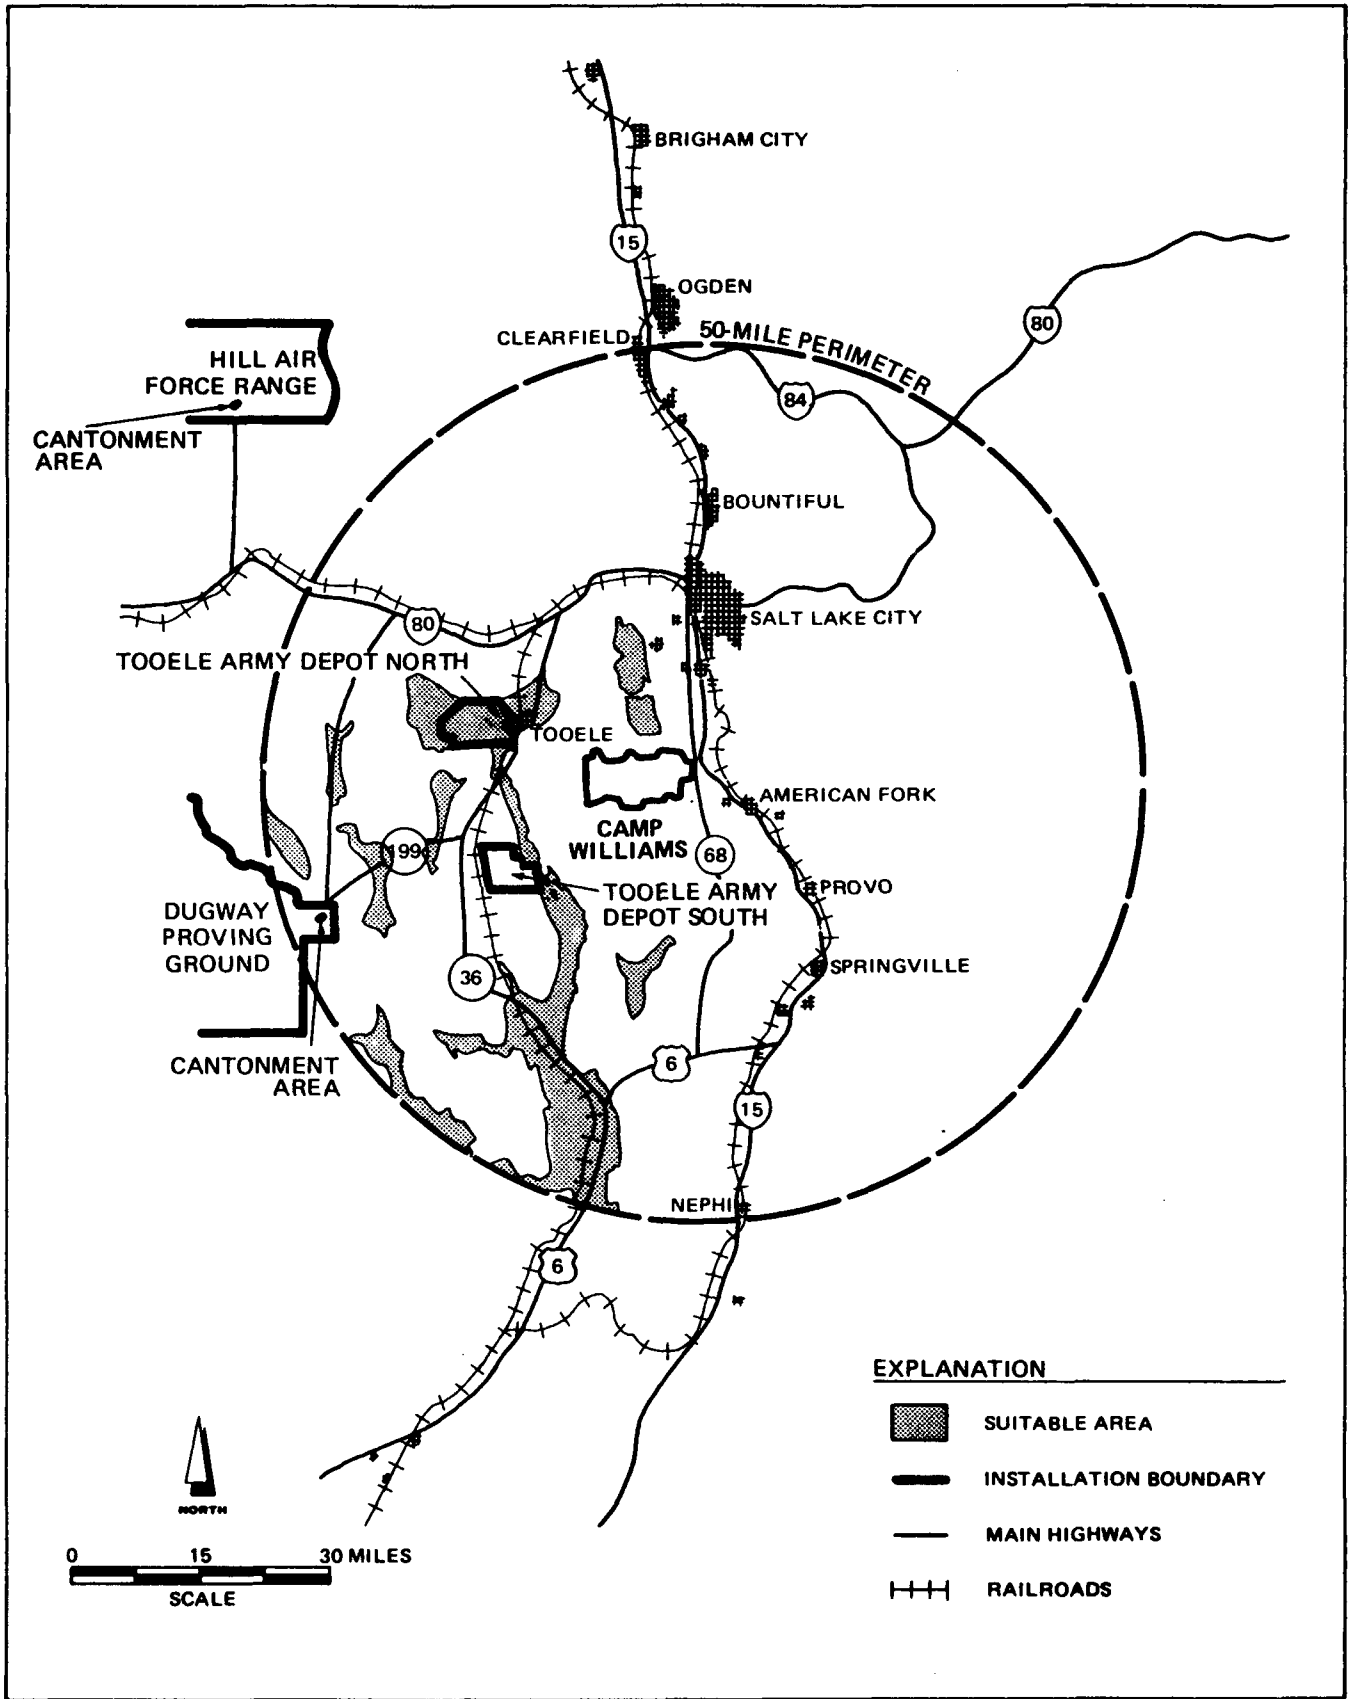 BRIGHAM CITY
15
OGDEN
CLEARFIELD
50-MILE PERIMETER
80
HILL AIR
FORCE RANGE
84
CANTONMENT
AREA
BOUNTIFUL
80
SALT LAKE CITY
TOOELE ARMY DEPOT NORTH
TOOELE
AMERICAN FORK
CAMP
WILLIAMS
199
68
PROVO
TOOELE ARMY
DEPOT SOUTH
DUGWAY
PROVING
GROUND
SPRINGVILLE
36
CANTONMENT
AREA
6
15
NEPHI
6
EXPLANATION
SUITABLE AREA
INSTALLATION BOUNDARY
MAIN HIGHWAYS
RAILROADS
NORTH
0 15 30 MILES
SCALE